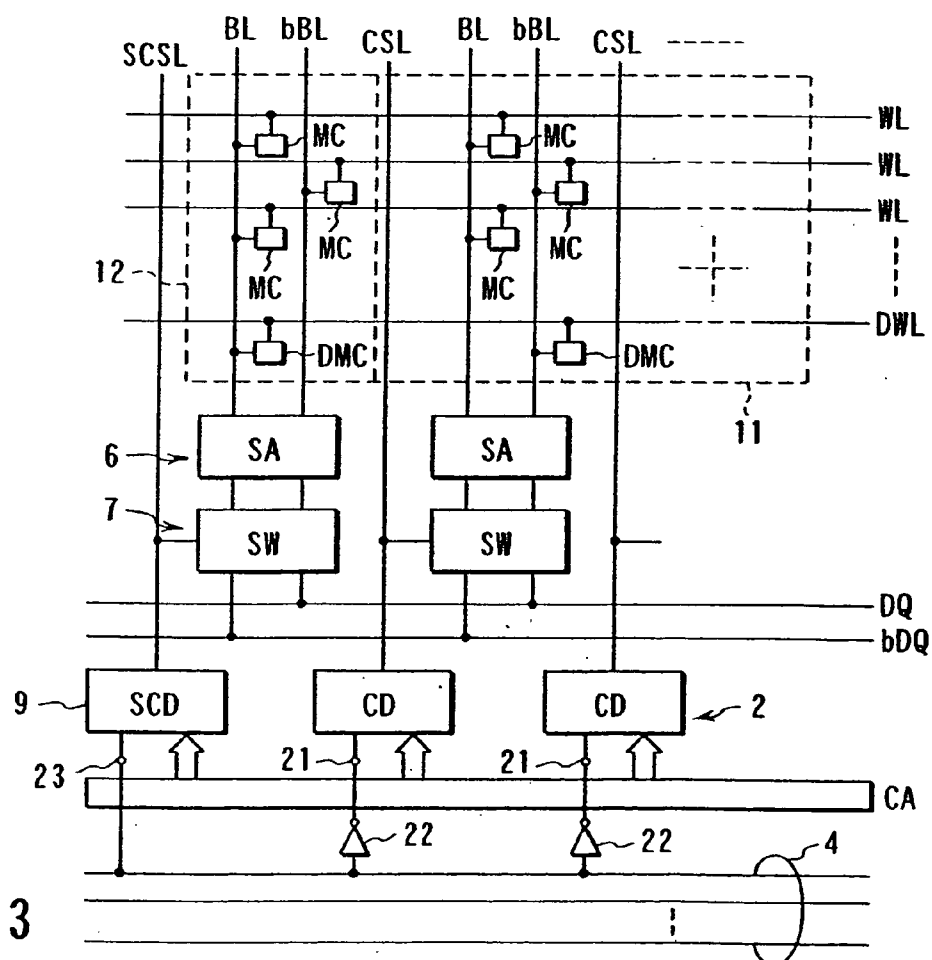 SCSL BL bBL CSL BL bBL CSL
WL
MC MC
WL
WL
MC MC
12 MC MC
DWL
DMC DMC
11
6 SA SA
7 SW SW
DQ
bDQ
9 SCD CD CD 2
23 21 21
CA
22 22 4
3